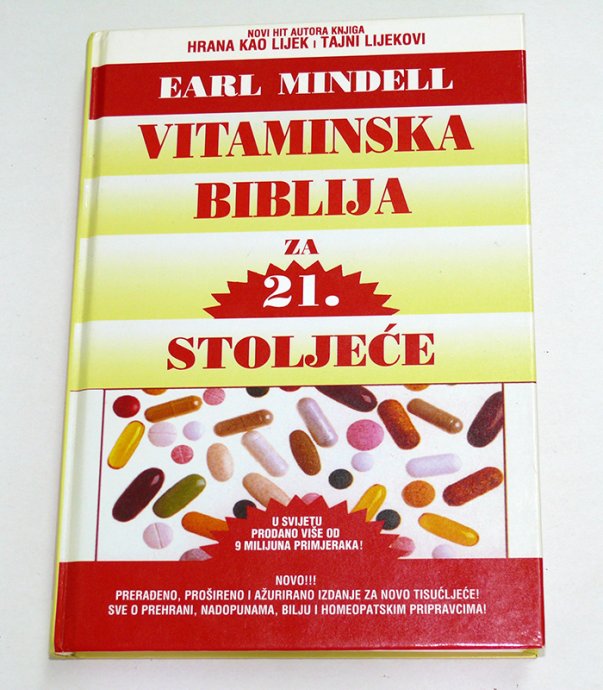 NOVI HIT AUTORA KNJIGA
HRANA KAO LIJEK I TAJNI LIJEKOVI
EARL MINDELL
VITAMINSKA
BIBLIJA
ZA
21.
STOLJEĆE
U SVIJETU
PRODANO VIŠE OD
9 MILIJUNA PRIMJERAKA!
NOVO!!!
PRERAĐENO, PROŠIRENO I AŽURIRANO IZDANJE ZA NOVO TISUĆLJEĆE!
SVE O PREHRANI, NADOPUNAMA, BILJU I HOMEOPATSKIM PRIPRAVCIMA!